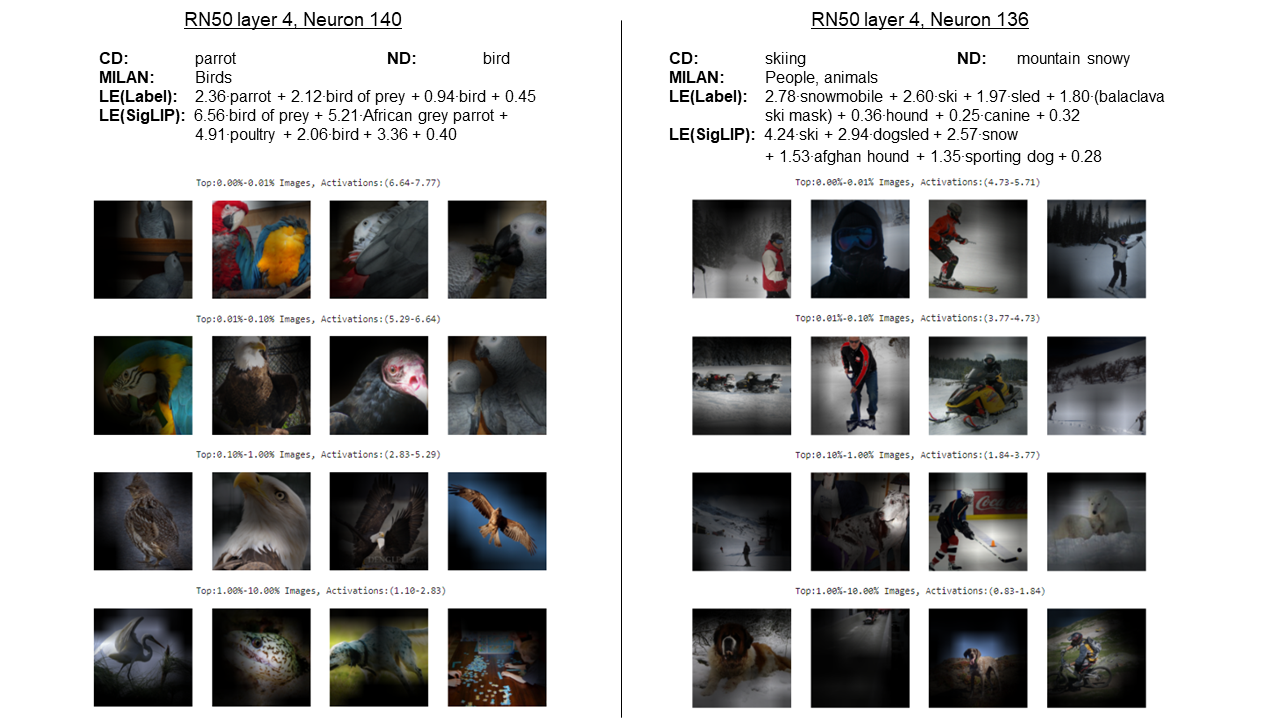 RN50 layer 4, Neuron 140
CD: parrot ND: bird
MILAN: Birds
LE(Label): 2.36·parrot + 2.12·bird of prey + 0.94·bird + 0.45
LE(SigLIP): 6.56·bird of prey + 5.21·African grey parrot +
4.91·poultry + 2.06·bird + 3.36 + 0.40
Top:0.00%-0.01% Images, Activations:(6.64-7.77)
Top:0.01%-0.10% Images, Activations:(5.29-6.64)
Top:0.10%-1.00% Images, Activations:(2.83-5.29)
Top:1.00%-10.00% Images, Activations:(1.10-2.83)
RN50 layer 4, Neuron 136
CD: skiing ND: mountain snowy
MILAN: People, animals
LE(Label): 2.78·snowmobile + 2.60·ski + 1.97·sled + 1.80·(balaclava
ski mask) + 0.36·hound + 0.25·canine + 0.32
LE(SigLIP): 4.24·ski + 2.94·dogsled + 2.57·snow
+ 1.53·afghan hound + 1.35·sporting dog + 0.28
Top:0.00%-0.01% Images, Activations:(4.73-5.71)
Top:0.01%-0.10% Images, Activations:(3.77-4.73)
Top:0.10%-1.00% Images, Activations:(1.84-3.77)
Coca
Top:1.00%-10.00% Images, Activations:(0.83-1.84)